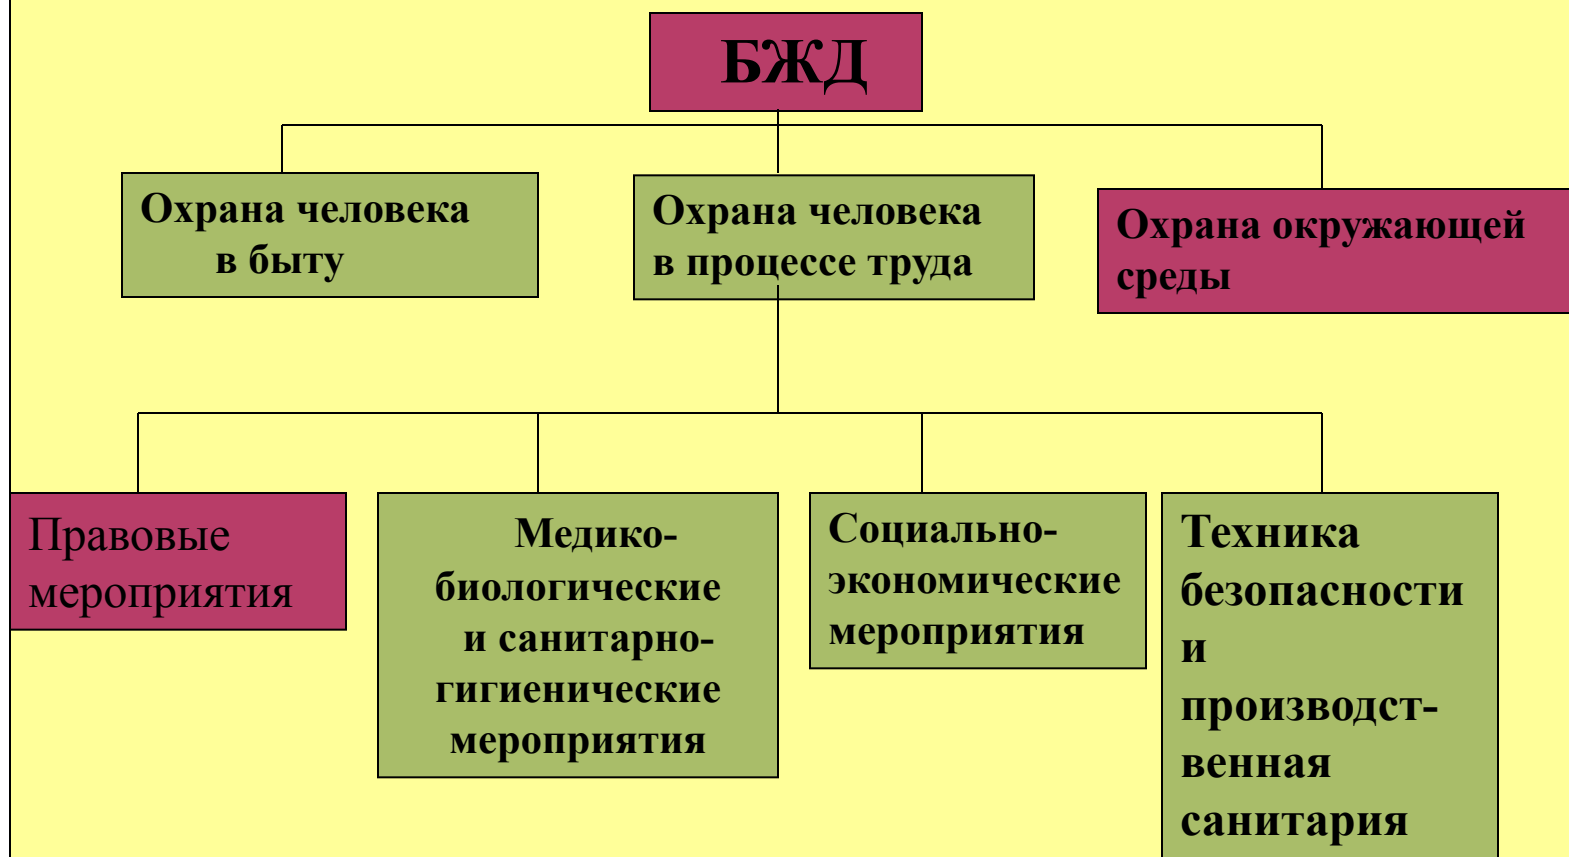 БЖД
Охрана человека
в быту
Охрана человека
в процессе труда
Охрана окружающей
среды
Правовые
мероприятия
Медико-
биологические
и санитарно-
гигиенические
мероприятия
Социально-
экономические
мероприятия
Техника
безопасности
и
производст-
венная
санитария